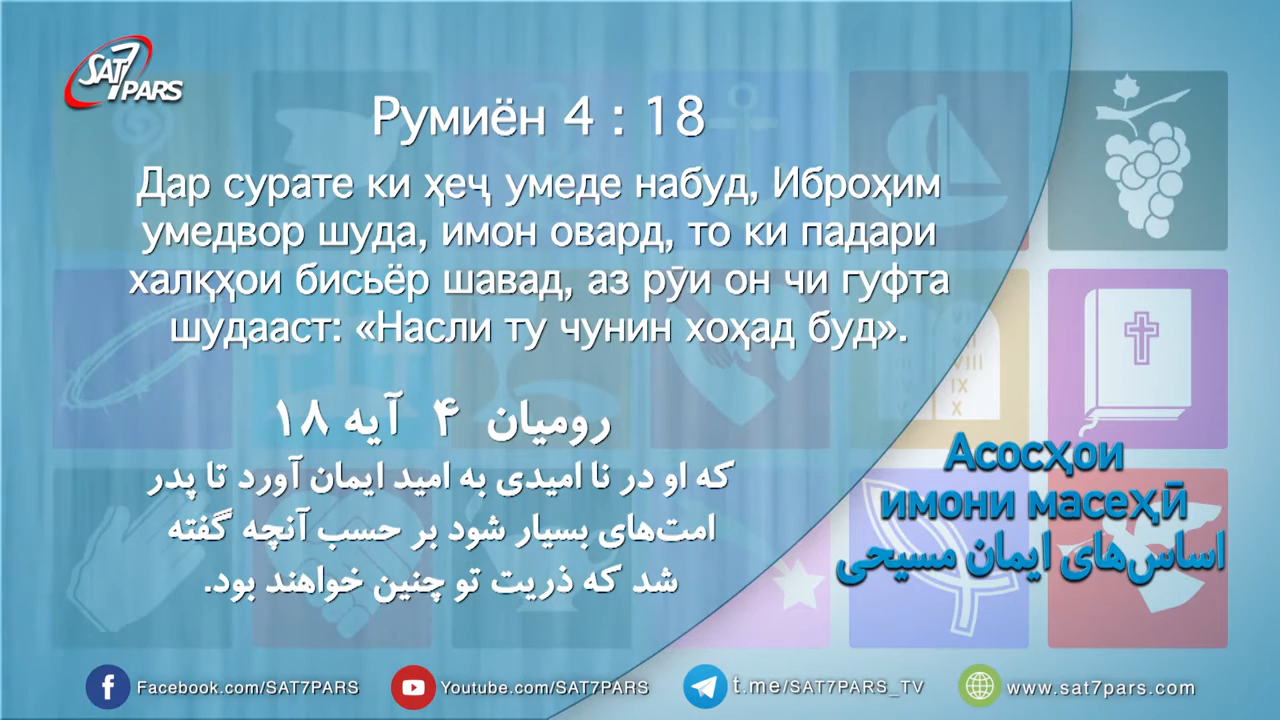 SAT7PARS
Румиён 4 : 18
Дар сурате ки ҳеҷ умеде набуд, Иброҳим
умедвор шуда, имон овард, то ки падари
халқҳои бисьёр шавад, аз рӯи он чи гуфта
шудааст: «Насли ту чунин хоҳад буд».
رومیان ۴ آیه ۱۸
که او در نا امیدی به امید ایمان آورد تا پدر
امت‌های بسیار شود بر حسب آنچه گفته
شد که ذریت تو چنین خواهند بود.
VIII
IX
X
Асосҳои
имони масеҳӣ
اساس‌های ایمان مسیحی
Facebook.com/SAT7PARS
Youtube.com/SAT7PARS
t.me/SAT7PARS_TV
www.sat7pars.com